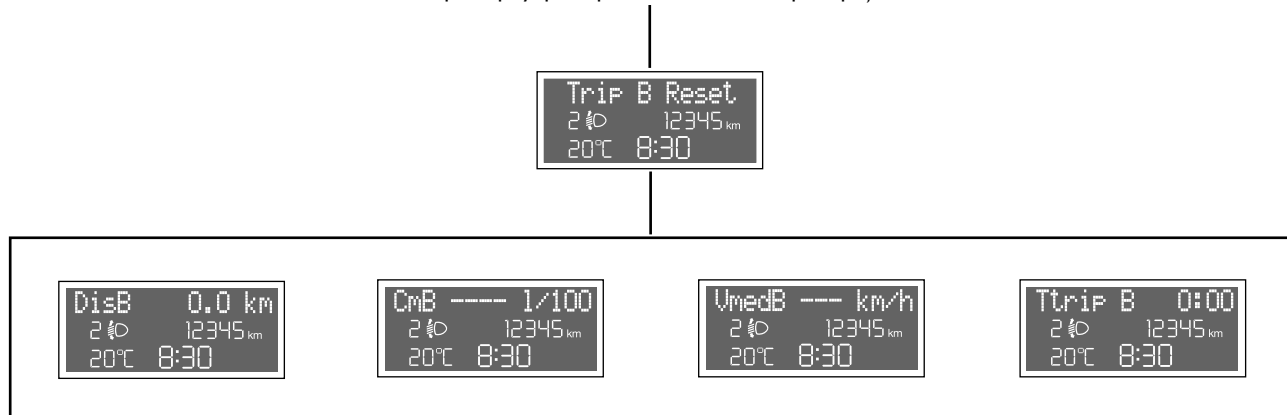 Trip B Reset
2 12345 km
20°C 8:30
DisB 0.0 km
2 12345 km
20°C 8:30
CmB ---- l/100
2 12345 km
20°C 8:30
VmedB --- km/h
2 12345 km
20°C 8:30
Ttrip B 0:00
2 12345 km
20°C 8:30